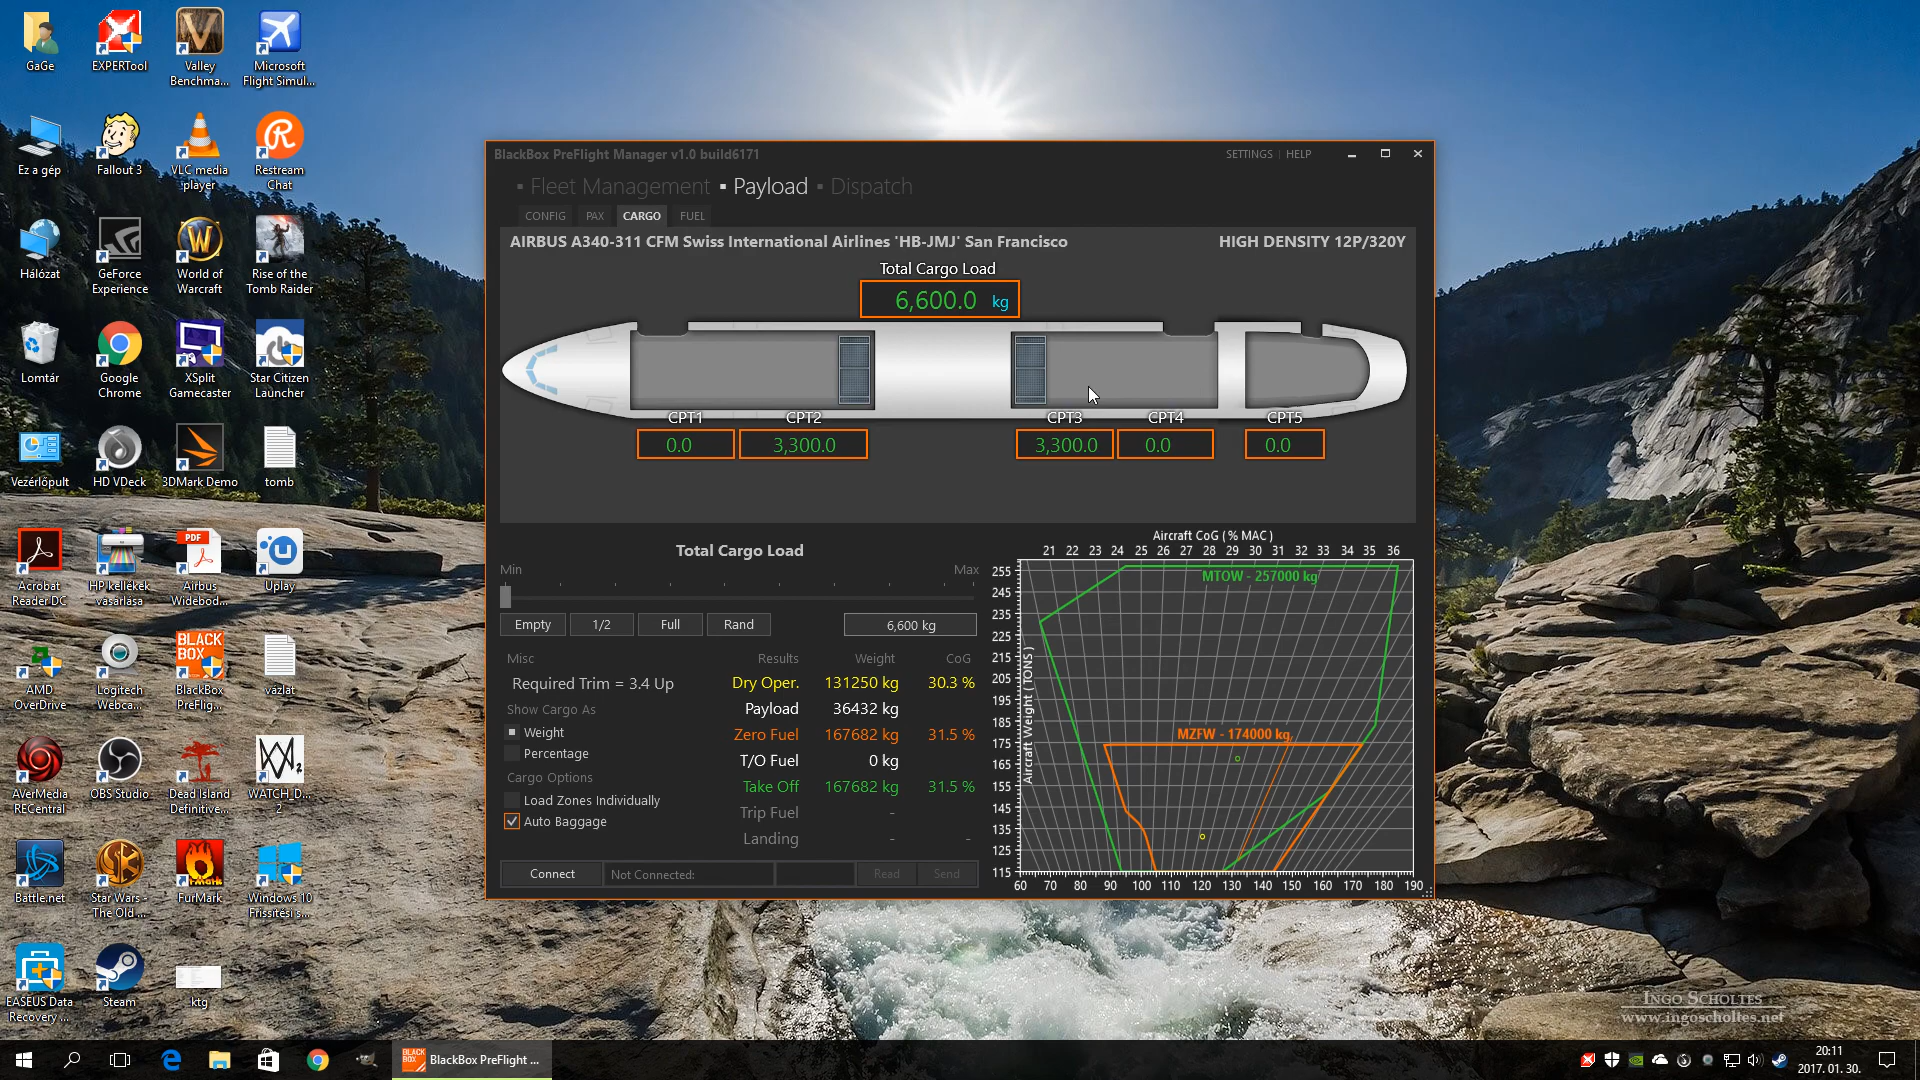 GaGe
EXPERTool
Valley
Benchma...
Microsoft
Flight Simul...
Ez a gép
Fallout 3
VLC media
player
Restream
Chat
Hálózat
GeForce
Experience
World of
Warcraft
Rise of the
Tomb Raider
Lomtár
Google
Chrome
XSplit
Gamecaster
Star Citizen
Launcher
Vezérlőpult
HD VDeck
3DMark Demo
tomb
Acrobat
Reader DC
HP kellékek
vásárlása
PDF
Airbus
Widebod...
Uplay
AMD
OverDrive
Logitech
Webca...
BLACK
BOX
BlackBox
PreFlig...
vázlat
AVerMedia
RECentral
OBS Studio
Dead Island
Definitive...
WATCH_D...
2
Battle.net
Star Wars -
The Old ...
FurMark
Windows 10
Frissítési s...
EASEUS Data
Recovery ...
Steam
ktg
BlackBox PreFlight Manager v1.0 build6171
SETTINGS | HELP
Fleet Management Payload Dispatch
CONFIG PAX CARGO FUEL
AIRBUS A340-311 CFM Swiss International Airlines 'HB-JMJ' San Francisco
HIGH DENSITY 12P/320Y
Total Cargo Load
6,600.0 kg
CPT1 CPT2 CPT3 CPT4 CPT5
0.0 3,300.0 3,300.0 0.0 0.0
Total Cargo Load
Min Max
Empty 1/2 Full Rand 6,600 kg
Misc Results Weight CoG
Required Trim = 3.4 Up Dry Oper. 131250 kg 30.3 %
Show Cargo As Payload 36432 kg
Weight Zero Fuel 167682 kg 31.5 %
Percentage T/O Fuel 0 kg
Cargo Options Take Off 167682 kg 31.5 %
Load Zones Individually Trip Fuel -
Auto Baggage Landing - -
Connect Not Connected: Read Send
Aircraft CoG ( % MAC )
21 22 23 24 25 26 27 28 29 30 31 32 33 34 35 36
MTOW - 257000 kg
MZFW - 174000 kg
Aircraft Weight ( TONS )
255
245
235
225
215
205
195
185
175
165
155
145
135
125
115
60 70 80 90 100 110 120 130 140 150 160 170 180 190
Ingo Scholtes
www.ingoscholtes.net
BLACK
BOX
BlackBox PreFlight ...
20:11
2017. 01. 30.